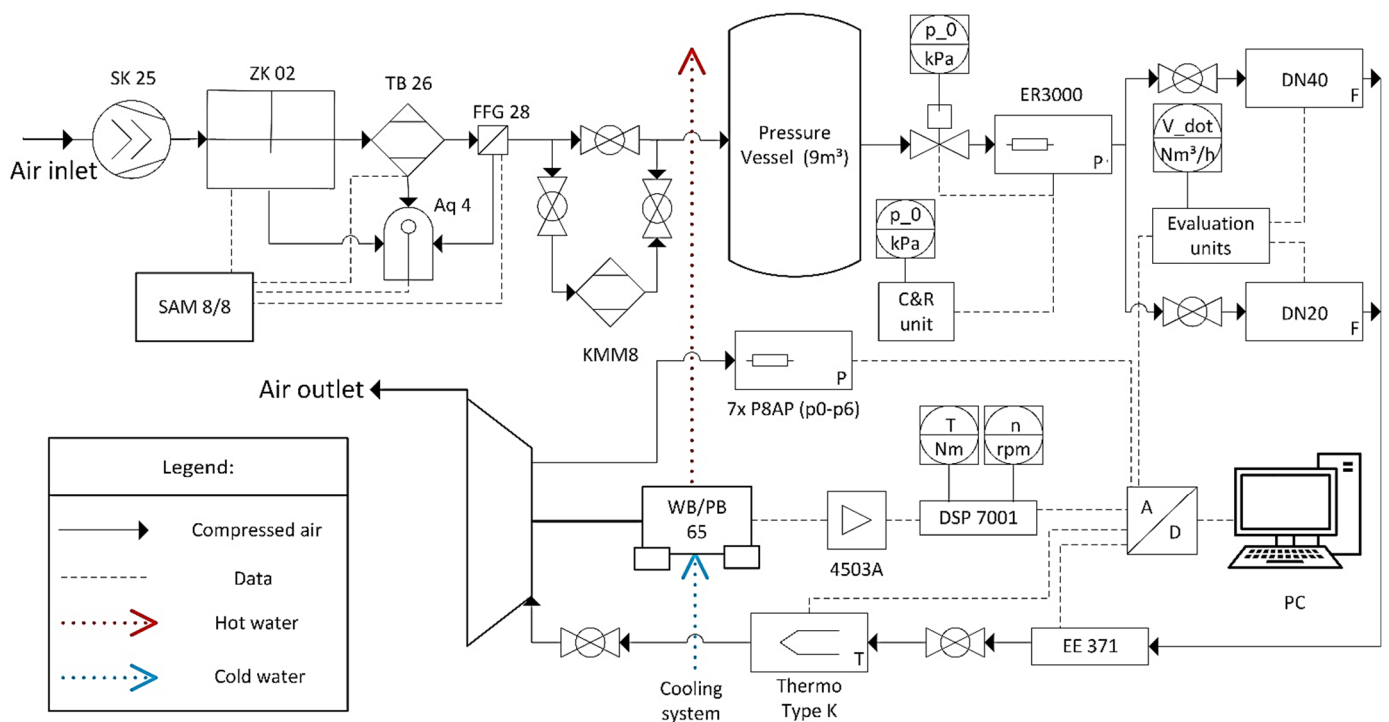 SK 25
ZK 02
TB 26
FFG 28
Air inlet
Aq 4
SAM 8/8
KMM8
Pressure
Vessel (9m³)
p_0
kPa
ER3000
P
p_0
kPa
C&R
unit
DN40
F
V_dot
Nm³/h
Evaluation
units
DN20
F
Air outlet
P
7x P8AP (p0-p6)
T
Nm
n
rpm
WB/PB
65
4503A
DSP 7001
A
D
PC
Cooling
system
T
Thermo
Type K
EE 371
Legend:
Compressed air
Data
Hot water
Cold water